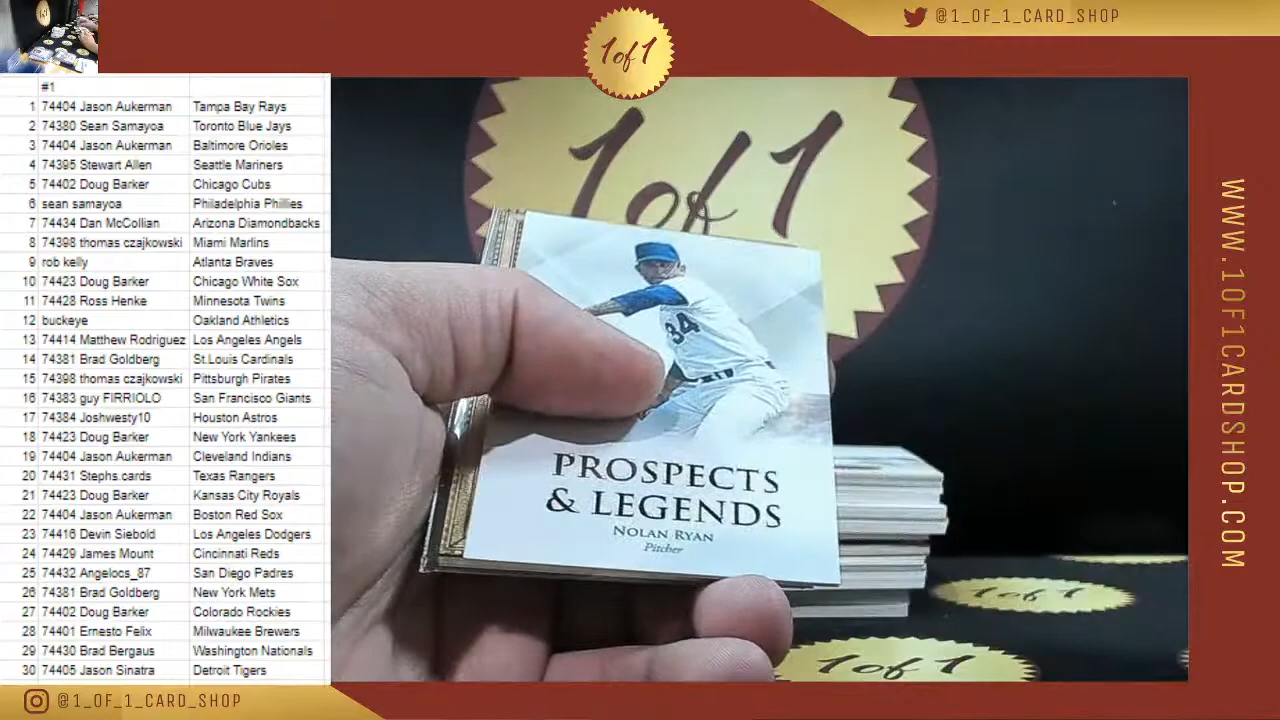 @1_OF_1_CARD_SHOP
1of1
#1
1 74404 Jason Aukerman Tampa Bay Rays
2 74380 Sean Samayoa Toronto Blue Jays
3 74404 Jason Aukerman Baltimore Orioles
4 74395 Stewart Allen Seattle Mariners
5 74402 Doug Barker Chicago Cubs
6 sean samayoa Philadelphia Phillies
7 74434 Dan McCollian Arizona Diamondbacks
8 74398 thomas czajkowski Miami Marlins
9 rob kelly Atlanta Braves
10 74423 Doug Barker Chicago White Sox
11 74428 Ross Henke Minnesota Twins
12 buckeye Oakland Athletics
13 74414 Matthew Rodriguez Los Angeles Angels
14 74381 Brad Goldberg St.Louis Cardinals
15 74398 thomas czajkowski Pittsburgh Pirates
16 74383 guy FIRRIOLO San Francisco Giants
17 74384 Joshwesty10 Houston Astros
18 74423 Doug Barker New York Yankees
19 74404 Jason Aukerman Cleveland Indians
20 74431 Stephs.cards Texas Rangers
21 74423 Doug Barker Kansas City Royals
22 74404 Jason Aukerman Boston Red Sox
23 74416 Devin Siebold Los Angeles Dodgers
24 74429 James Mount Cincinnati Reds
25 74432 Angelocs_87 San Diego Padres
26 74381 Brad Goldberg New York Mets
27 74402 Doug Barker Colorado Rockies
28 74401 Ernesto Felix Milwaukee Brewers
29 74430 Brad Bergaus Washington Nationals
30 74405 Jason Sinatra Detroit Tigers
1of1
34
PROSPECTS
& LEGENDS
NOLAN RYAN
Pitcher
1of1
1of1
WWW.1OF1CARDSHOP.COM
@1_OF_1_CARD_SHOP